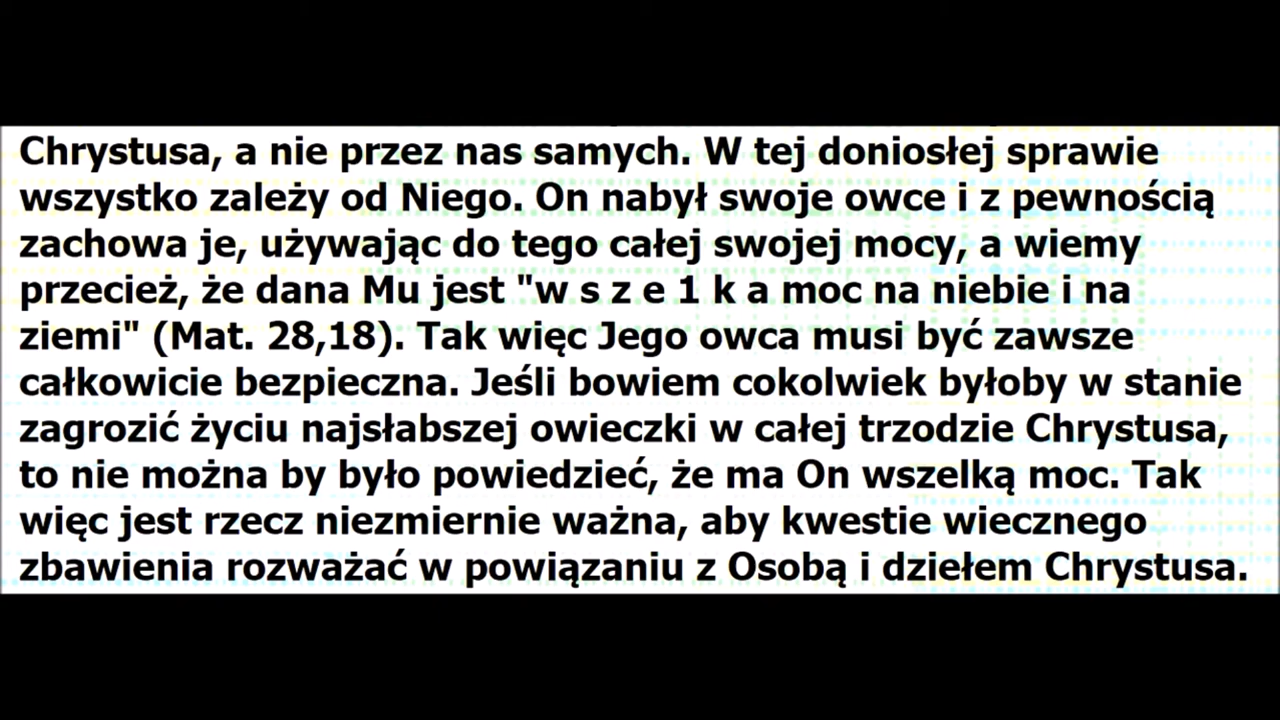 Chrystusa, a nie przez nas samych. W tej doniosłej sprawie
wszystko zależy od Niego. On nabył swoje owce i z pewnością
zachowa je, używając do tego całej swojej mocy, a wiemy
przecież, że dana Mu jest "w s z e 1 k a moc na niebie i na
ziemi" (Mat. 28,18). Tak więc Jego owca musi być zawsze
całkowicie bezpieczna. Jeśli bowiem cokolwiek byłoby w stanie
zagrozić życiu najsłabszej owieczki w całej trzodzie Chrystusa,
to nie można by było powiedzieć, że ma On wszelką moc. Tak
więc jest rzecz niezmiernie ważna, aby kwestie wiecznego
zbawienia rozważać w powiązaniu z Osobą i dziełem Chrystusa.